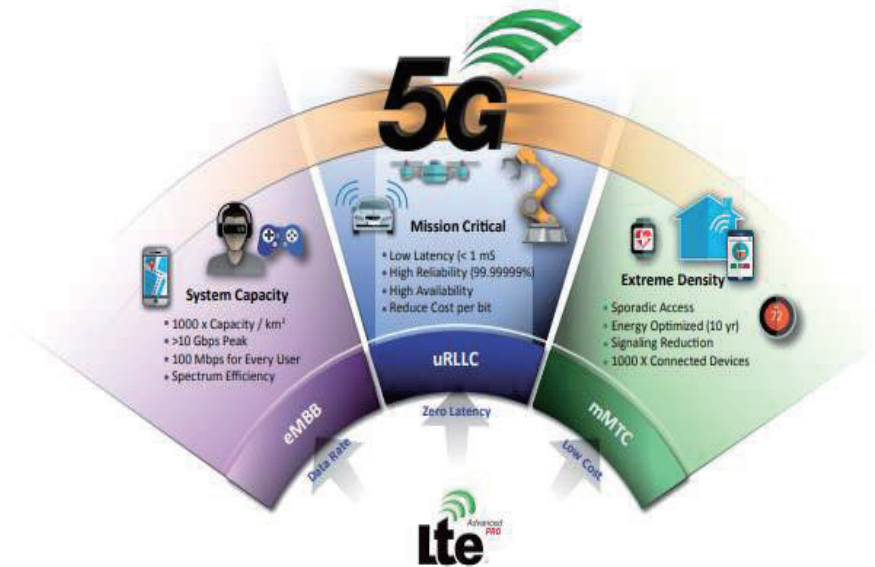 5G
System Capacity
• 1000 x Capacity / km²
• >10 Gbps Peak
• 100 Mbps for Every User
• Spectrum Efficiency
eMBB
Data Rate
Mission Critical
• Low Latency (< 1 mS
• High Reliability (99.99999%)
• High Availability
• Reduce Cost per bit
uRLLC
Zero Latency
Extreme Density
• Sporadic Access
• Energy Optimized (10 yr)
• Signaling Reduction
• 1000 X Connected Devices
72
mMTC
Low Cost
Lte
Advanced
PRO